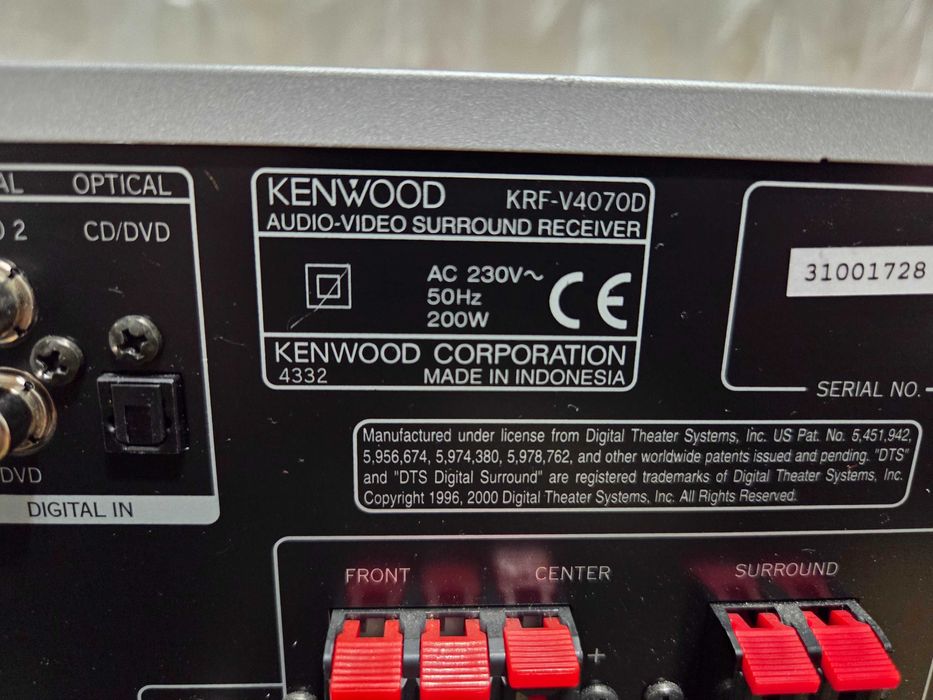 OPTICAL
CD/DVD
DIGITAL IN
KENWOOD KRF-V4070D
AUDIO-VIDEO SURROUND RECEIVER
AC 230V~
50Hz
200W
CE
KENWOOD CORPORATION
4332 MADE IN INDONESIA
31001728
SERIAL NO.
Manufactured under license from Digital Theater Systems, Inc. US Pat. No. 5,451,942,
5,956,674, 5,974,380, 5,978,762, and other worldwide patents issued and pending. "DTS"
and "DTS Digital Surround" are registered trademarks of Digital Theater Systems, Inc.
Copyright 1996, 2000 Digital Theater Systems, Inc. All Rights Reserved.
FRONT CENTER SURROUND
+